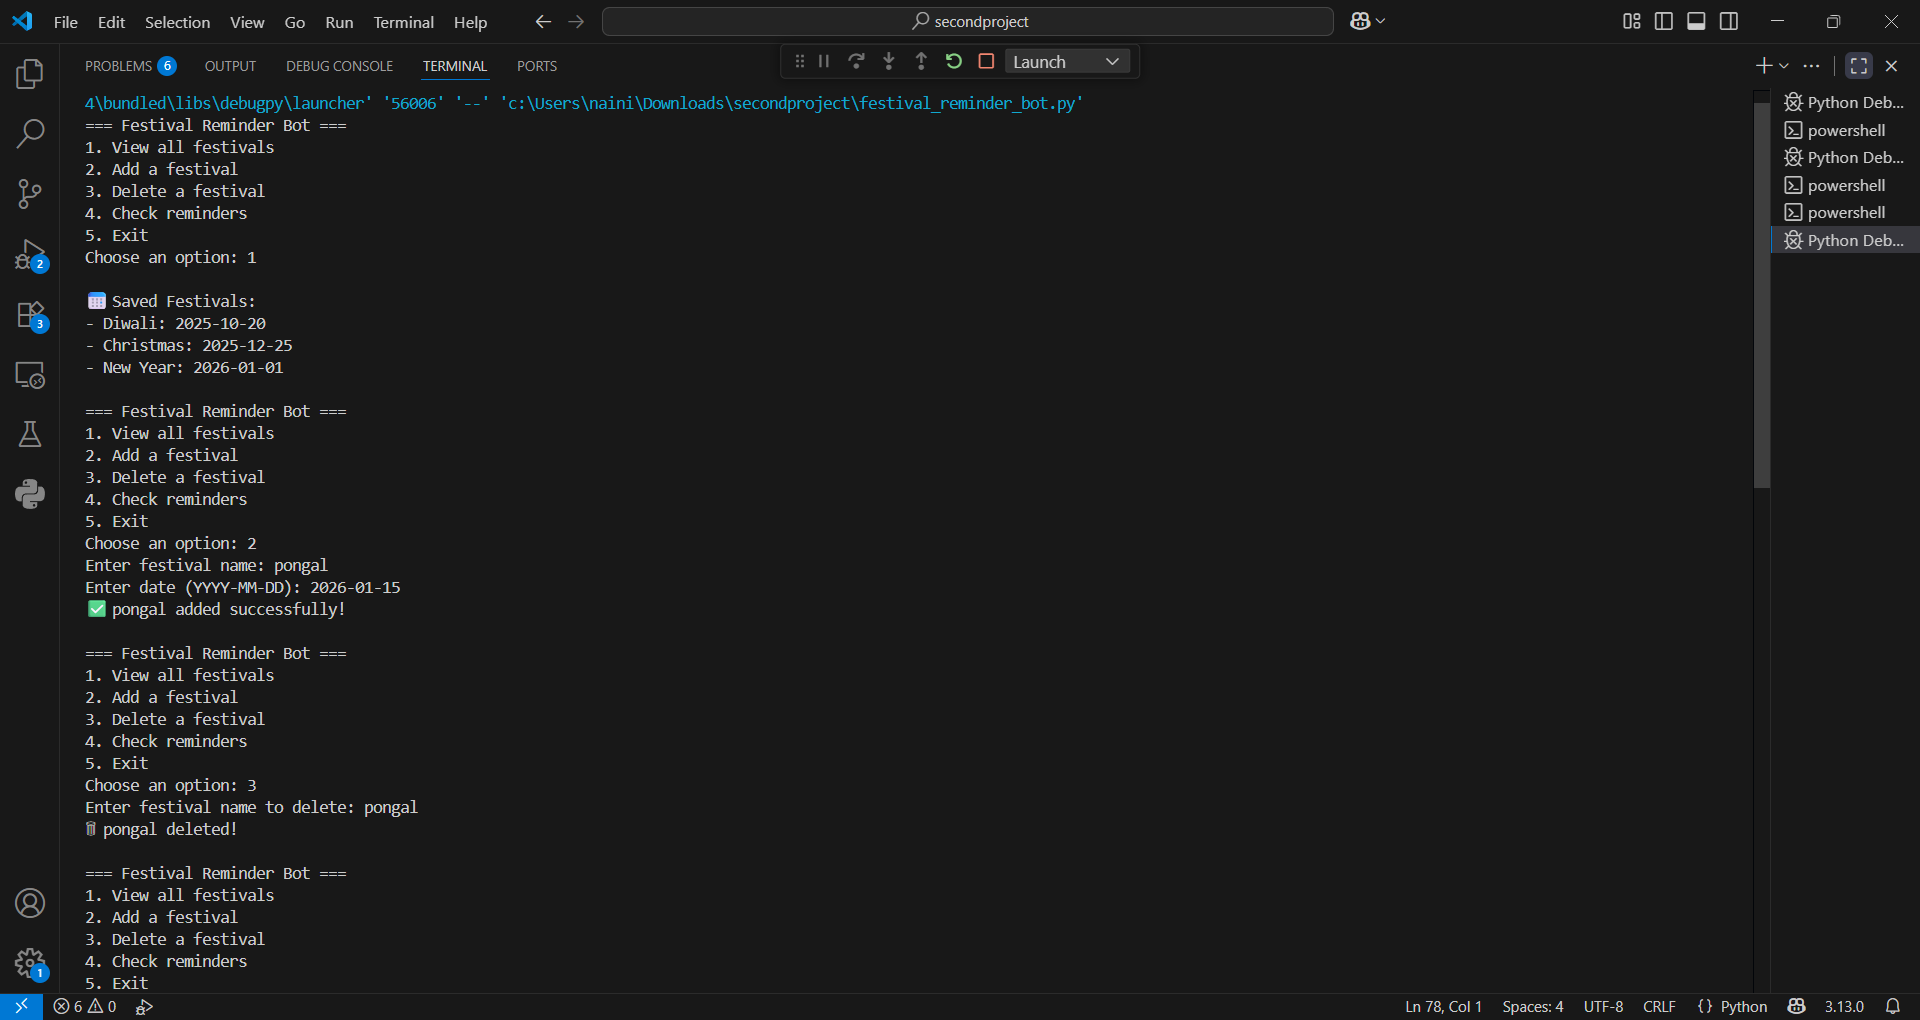 File Edit Selection View Go Run Terminal Help secondproject
PROBLEMS 6 OUTPUT DEBUG CONSOLE TERMINAL PORTS Launch
4\bundled\libs\debugpy\launcher' '56006' '--' 'c:\Users\naini\Downloads\secondproject\festival_reminder_bot.py'
=== Festival Reminder Bot ===
1. View all festivals
2. Add a festival
3. Delete a festival
4. Check reminders
5. Exit
Choose an option: 1
Saved Festivals:
- Diwali: 2025-10-20
- Christmas: 2025-12-25
- New Year: 2026-01-01
=== Festival Reminder Bot ===
1. View all festivals
2. Add a festival
3. Delete a festival
4. Check reminders
5. Exit
Choose an option: 2
Enter festival name: pongal
Enter date (YYYY-MM-DD): 2026-01-15
✅ pongal added successfully!
=== Festival Reminder Bot ===
1. View all festivals
2. Add a festival
3. Delete a festival
4. Check reminders
5. Exit
Choose an option: 3
Enter festival name to delete: pongal
🗑 pongal deleted!
=== Festival Reminder Bot ===
1. View all festivals
2. Add a festival
3. Delete a festival
4. Check reminders
5. Exit
Python Deb...
powershell
Python Deb...
powershell
powershell
Python Deb...
2
3
1
6 0 Ln 78, Col 1 Spaces: 4 UTF-8 CRLF {} Python 3.13.0